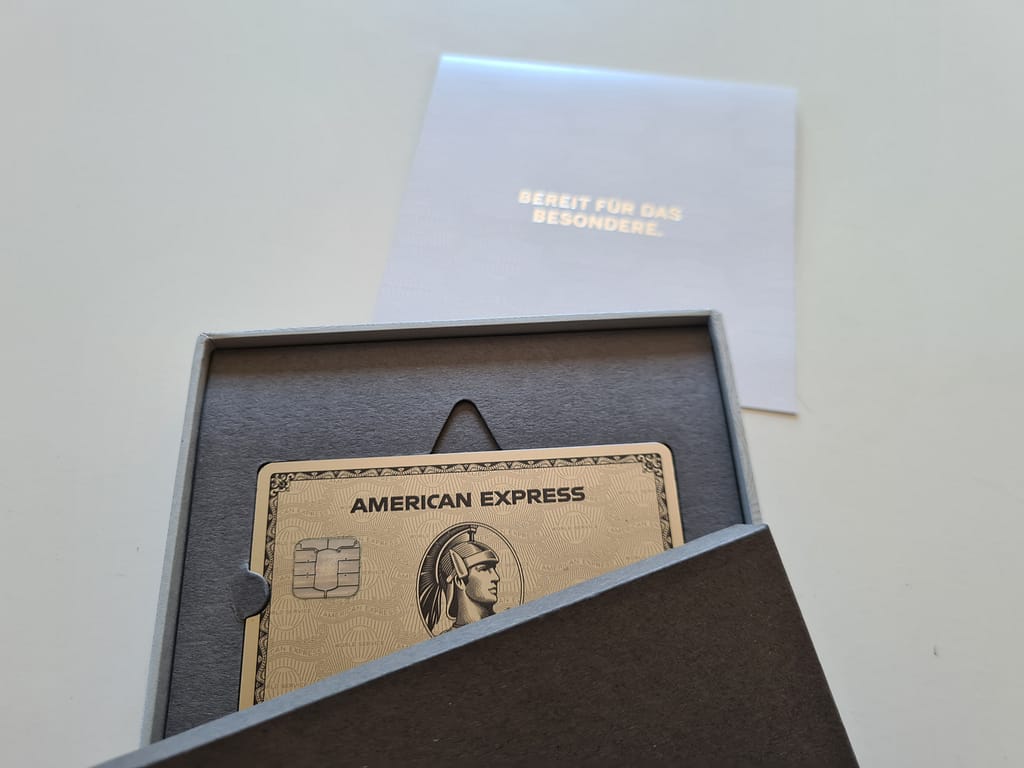 BEREIT FÜR DAS
BESONDERE.
AMERICAN EXPRESS